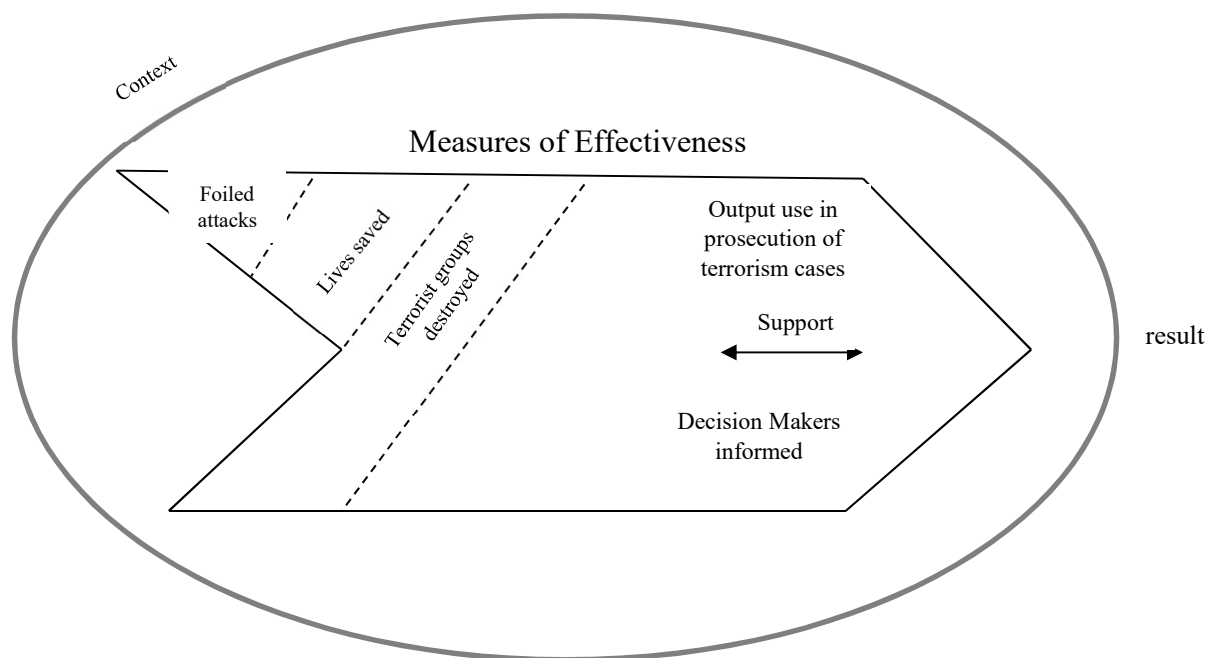 Context
Measures of Effectiveness
Foiled
attacks
Lives saved
Terrorist groups
destroyed
Output use in
prosecution of
terrorism cases
Support
result
Decision Makers
informed